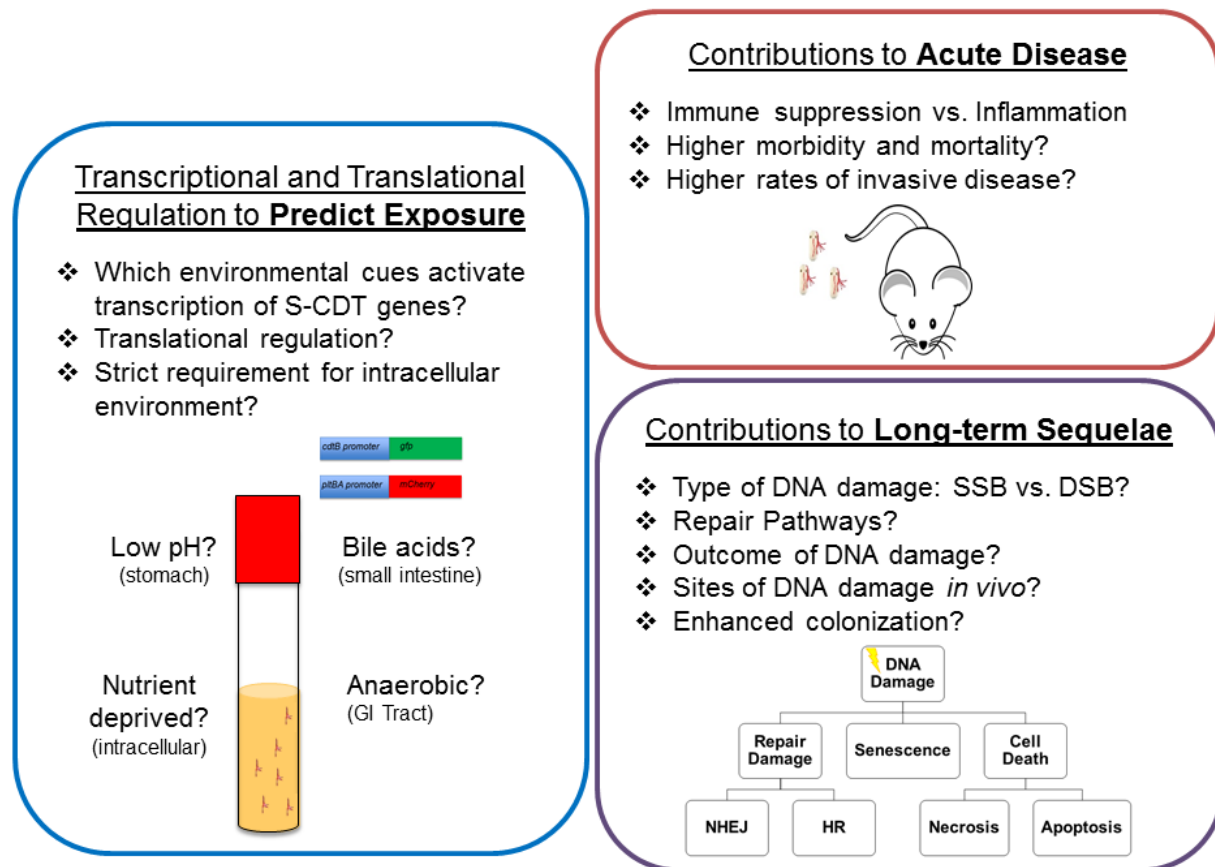 Transcriptional and Translational
Regulation to Predict Exposure
❖ Which environmental cues activate
transcription of S-CDT genes?
❖ Translational regulation?
❖ Strict requirement for intracellular
environment?
cdtB promoter gfp
pltBA promoter mCherry
Low pH?
(stomach)
Bile acids?
(small intestine)
Nutrient
deprived?
(intracellular)
Anaerobic?
(GI Tract)
Contributions to Acute Disease
❖ Immune suppression vs. Inflammation
❖ Higher morbidity and mortality?
❖ Higher rates of invasive disease?
Contributions to Long-term Sequelae
❖ Type of DNA damage: SSB vs. DSB?
❖ Repair Pathways?
❖ Outcome of DNA damage?
❖ Sites of DNA damage in vivo?
❖ Enhanced colonization?
DNA
Damage
Repair
Damage
Senescence
Cell
Death
NHEJ
HR
Necrosis
Apoptosis